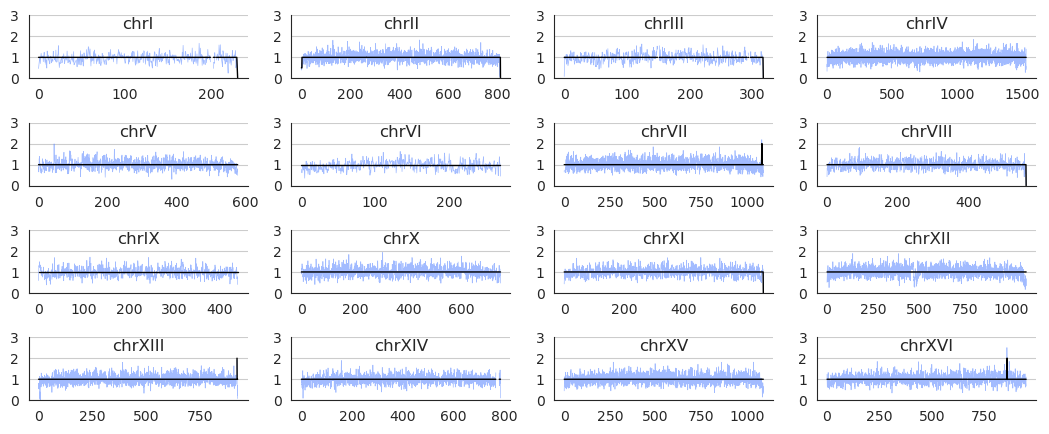 chrI chrII chrIII chrIV
3 3 3 3
2 2 2 2
1 1 1 1
0 0 0 0
0 100 200 0 200 400 600 800 0 100 200 300 0 500 1000 1500
chrV chrVI chrVII chrVIII
3 3 3 3
2 2 2 2
1 1 1 1
0 0 0 0
0 200 400 600 0 100 200 0 250 500 750 1000 0 200 400
chrIX chrX chrXI chrXII
3 3 3 3
2 2 2 2
1 1 1 1
0 0 0 0
0 100 200 300 400 0 200 400 600 0 200 400 600 0 250 500 750 1000
chrXIII chrXIV chrXV chrXVI
3 3 3 3
2 2 2 2
1 1 1 1
0 0 0 0
0 250 500 750 0 200 400 600 800 0 250 500 750 1000 0 250 500 750